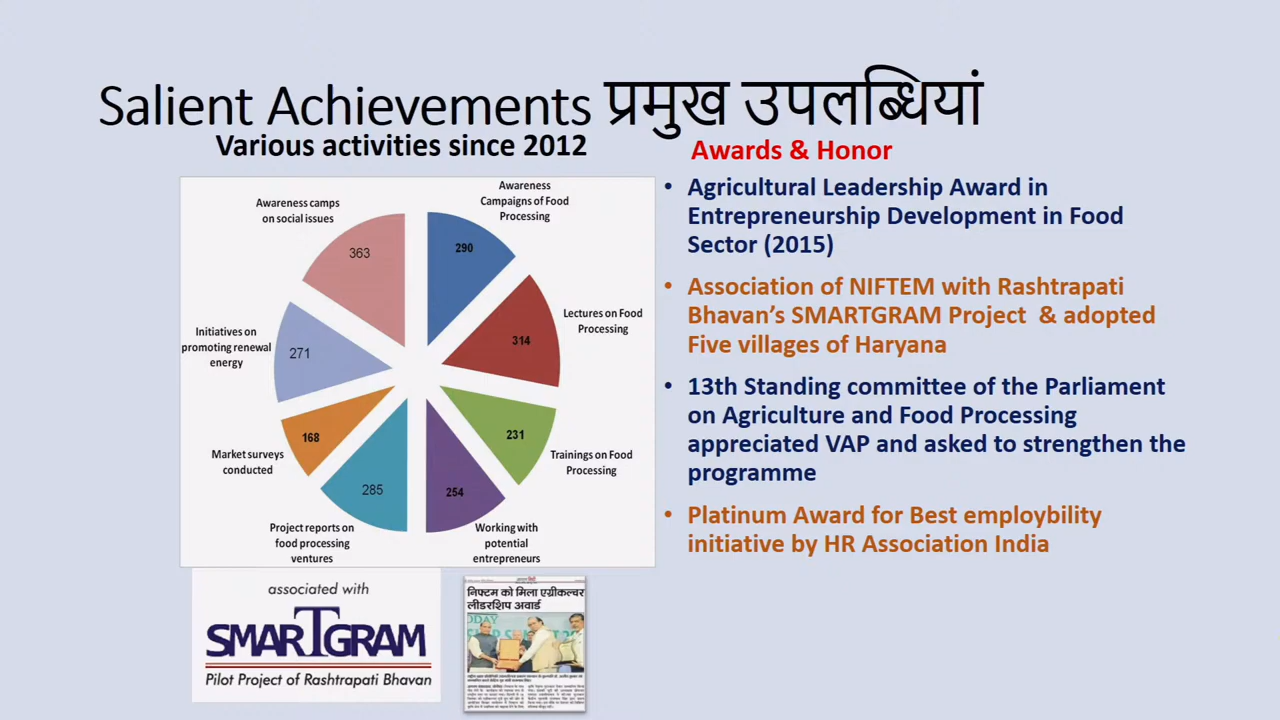 Salient Achievements प्रमुख उपलब्धियां
Various activities since 2012
Awareness
Campaigns of Food
Processing
290
Lectures on Food
Processing
314
231
Trainings on Food
Processing
254
Working with
potential
entrepreneurs
285
Project reports on
food processing
ventures
168
Market surveys
conducted
Initiatives on
promoting renewal
energy
271
Awareness camps
on social issues
363
Awards & Honor
• Agricultural Leadership Award in
Entrepreneurship Development in Food
Sector (2015)
• Association of NIFTEM with Rashtrapati
Bhavan's SMARTGRAM Project & adopted
Five villages of Haryana
• 13th Standing committee of the Parliament
on Agriculture and Food Processing
appreciated VAP and asked to strengthen the
programme
• Platinum Award for Best employbility
initiative by HR Association India
associated with
SMARTGRAM
Pilot Project of Rashtrapati Bhavan
निफ्टम को मिला एग्रीकल्चर
लीडरशिप अवार्ड